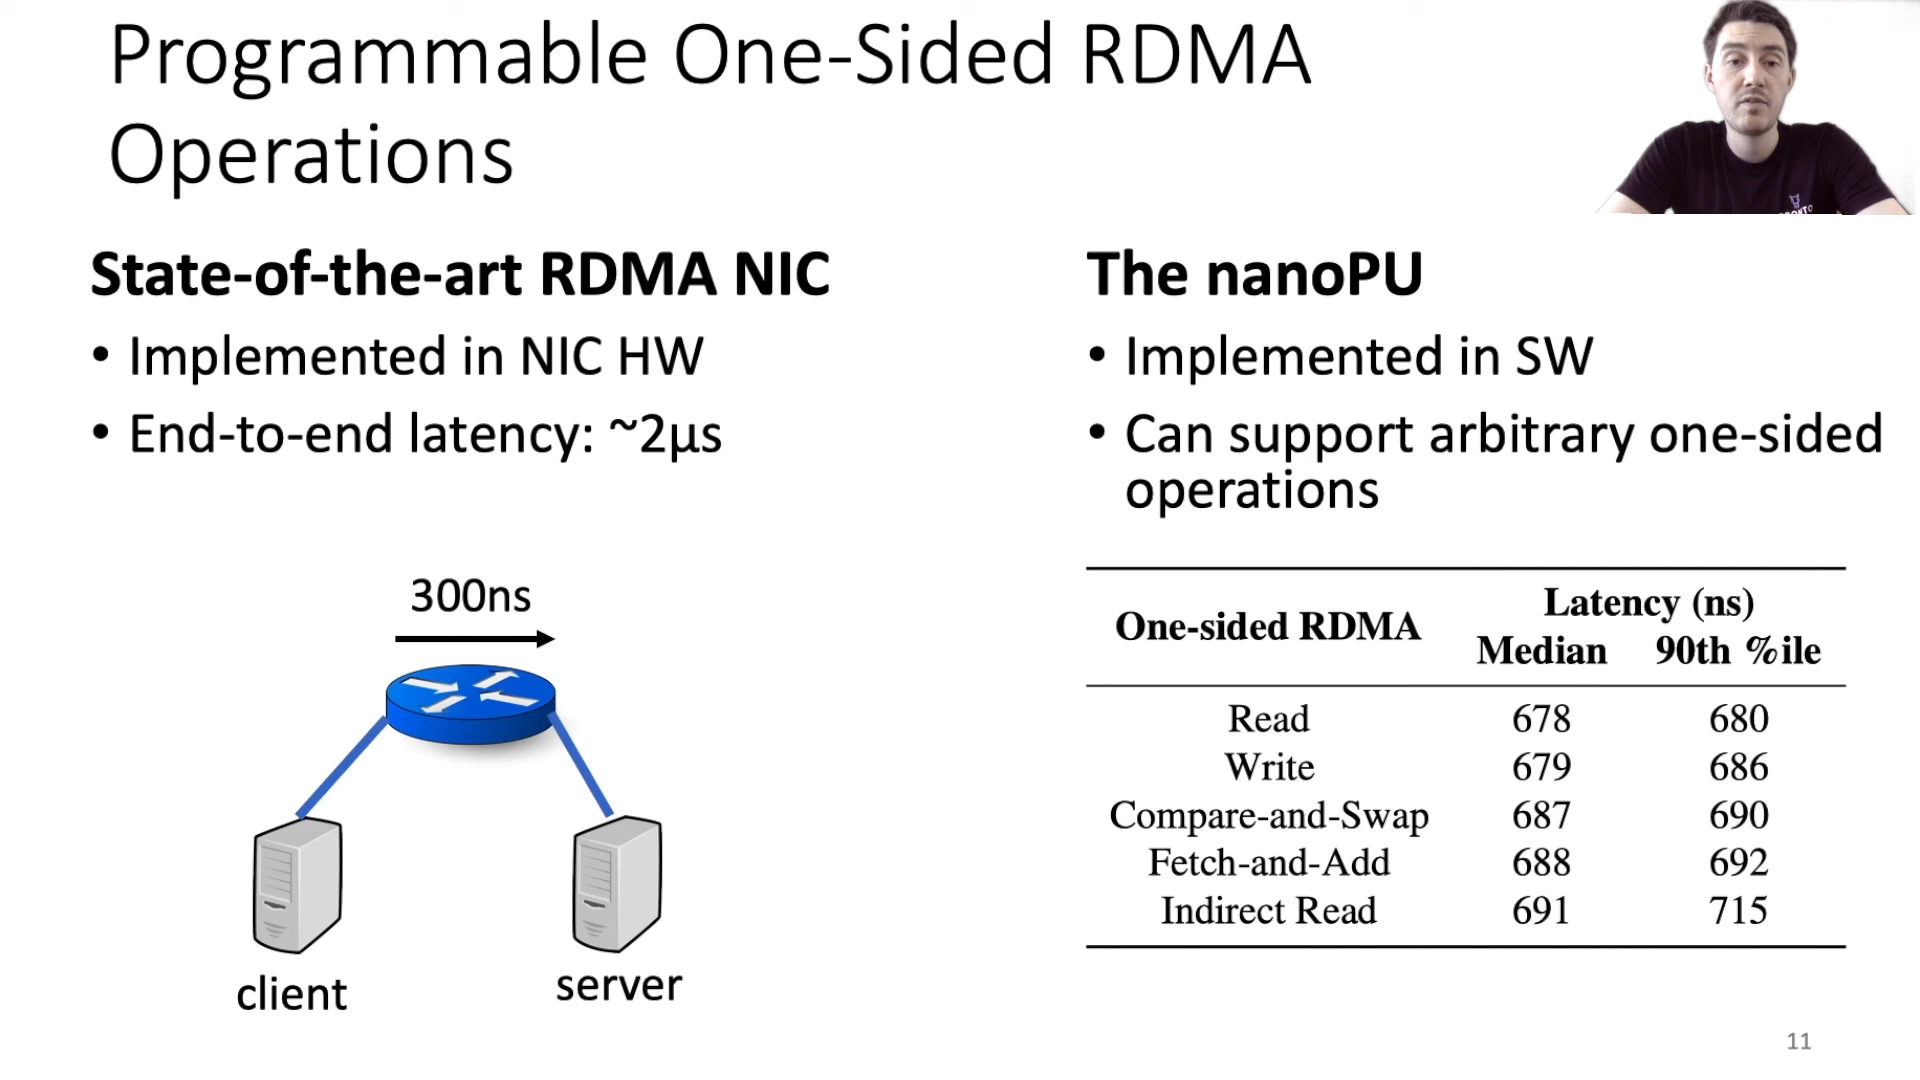 Programmable One-Sided RDMA
Operations
State-of-the-art RDMA NIC
• Implemented in NIC HW
• End-to-end latency: ~2μs
300ns
client
server
The nanoPU
• Implemented in SW
• Can support arbitrary one-sided
operations
One-sided RDMA
Latency (ns)
Median 90th %ile
Read 678 680
Write 679 686
Compare-and-Swap 687 690
Fetch-and-Add 688 692
Indirect Read 691 715
11